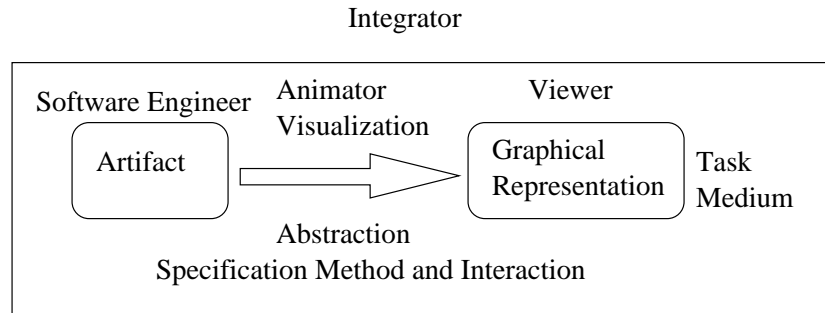 Integrator
Software Engineer
Animator
Visualization
Viewer
Artifact
Graphical
Representation
Task
Medium
Abstraction
Specification Method and Interaction